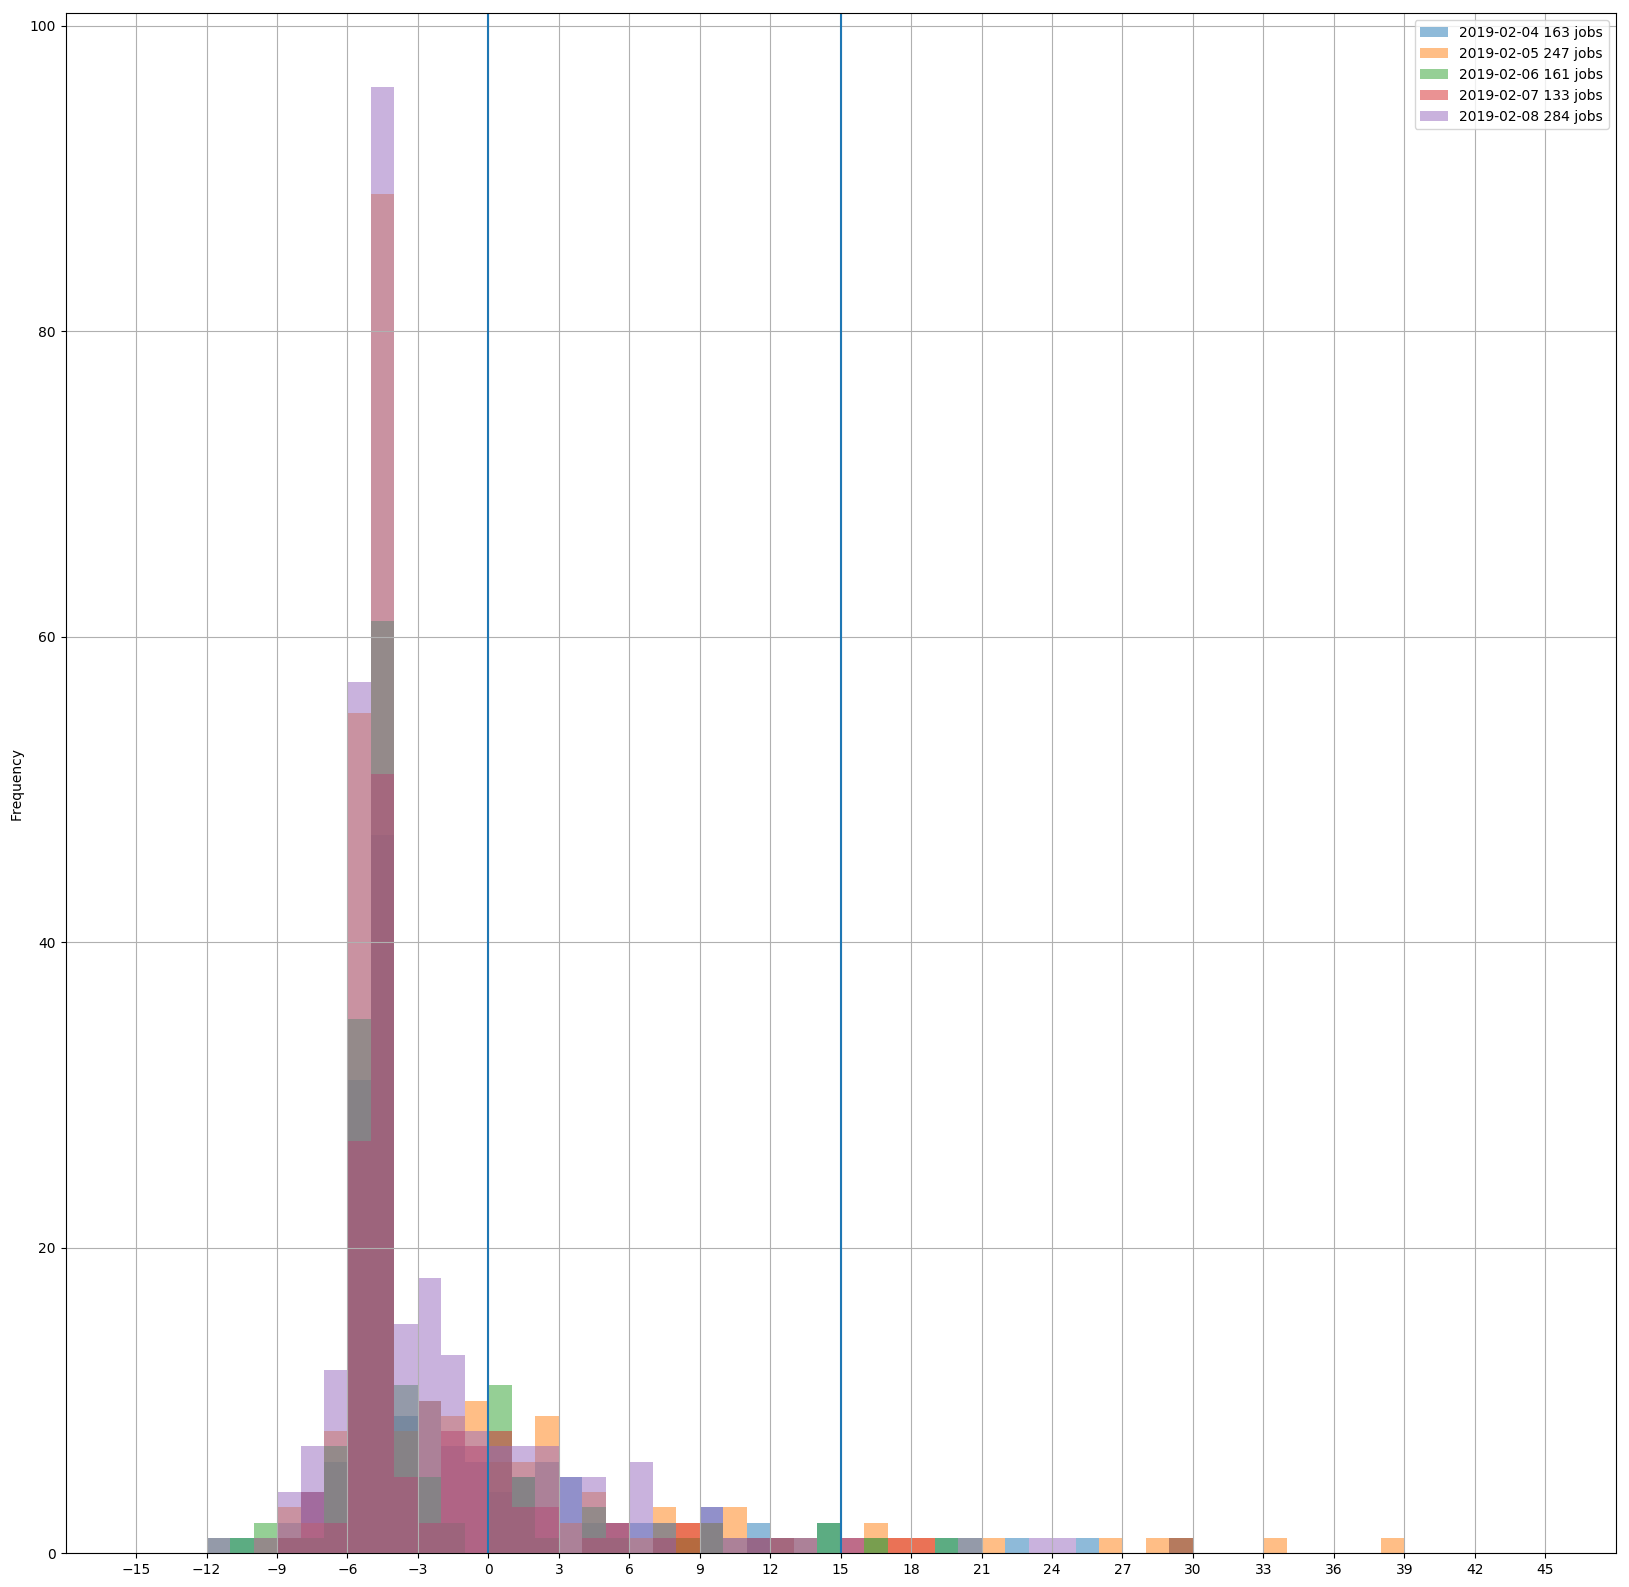 100
80
60
40
20
0
Frequency
2019-02-04 163 jobs
2019-02-05 247 jobs
2019-02-06 161 jobs
2019-02-07 133 jobs
2019-02-08 284 jobs
−15 −12 −9 −6 −3 0 3 6 9 12 15 18 21 24 27 30 33 36 39 42 45